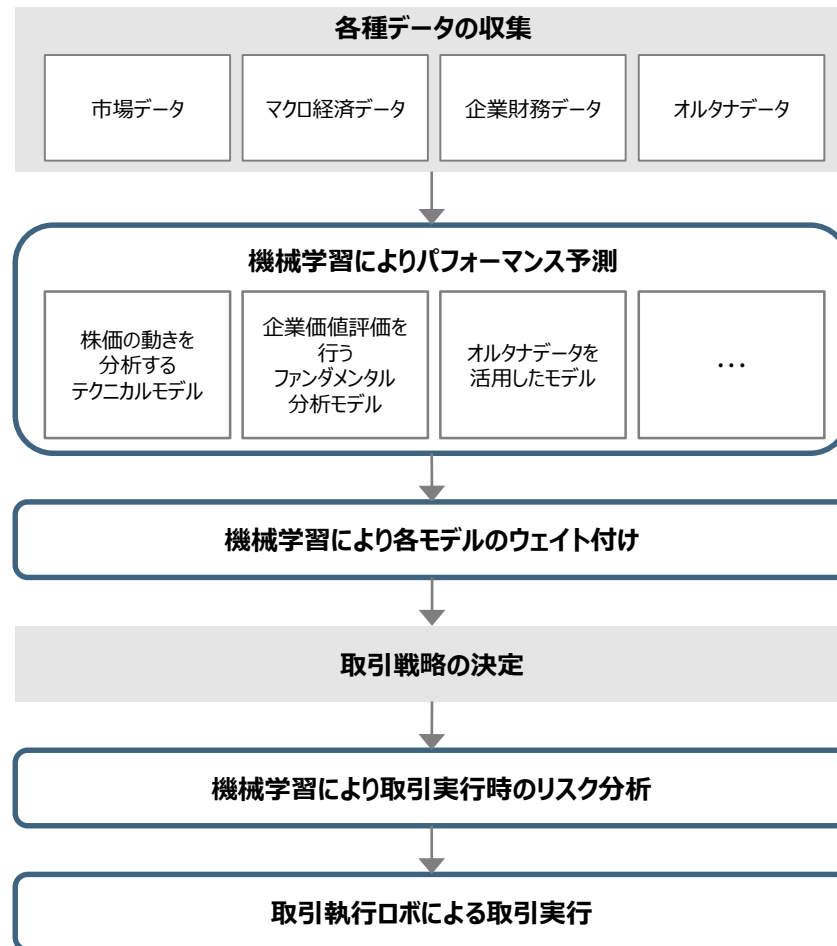 各種データの収集
市場データ
マクロ経済データ
企業財務データ
オルタナデータ
機械学習によりパフォーマンス予測
株価の動きを
分析する
テクニカルモデル
企業価値評価を
行う
ファンダメンタル
分析モデル
オルタナデータを
活用したモデル
…
機械学習により各モデルのウェイト付け
取引戦略の決定
機械学習により取引実行時のリスク分析
取引執行ロボによる取引実行